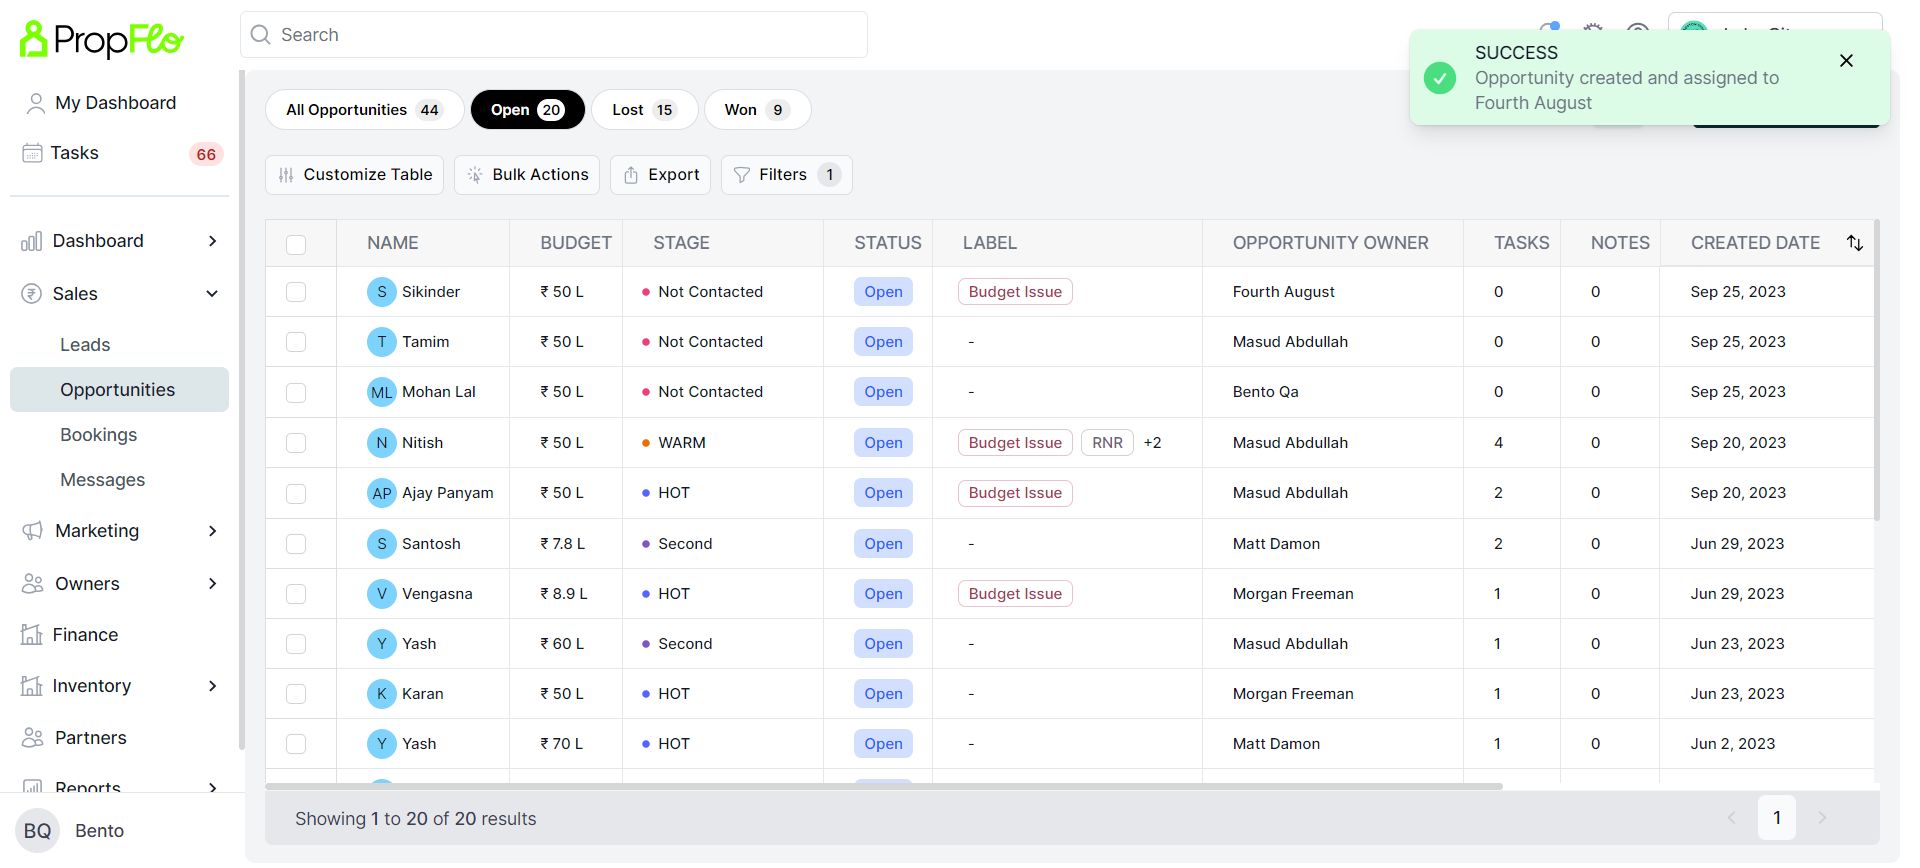 PropFlo
Search
SUCCESS
Opportunity created and assigned to
Fourth August
My Dashboard
Tasks 66
Dashboard
Sales
Leads
Opportunities
Bookings
Messages
Marketing
Owners
Finance
Inventory
Partners
Reports
BQ Bento
All Opportunities 44 Open 20 Lost 15 Won 9
Customize Table Bulk Actions Export Filters 1
NAME BUDGET STAGE STATUS LABEL OPPORTUNITY OWNER TASKS NOTES CREATED DATE
S Sikinder ₹ 50 L Not Contacted Open Budget Issue Fourth August 0 0 Sep 25, 2023
T Tamim ₹ 50 L Not Contacted Open - Masud Abdullah 0 0 Sep 25, 2023
ML Mohan Lal ₹ 50 L Not Contacted Open - Bento Qa 0 0 Sep 25, 2023
N Nitish ₹ 50 L WARM Open Budget Issue RNR +2 Masud Abdullah 4 0 Sep 20, 2023
AP Ajay Panyam ₹ 50 L HOT Open Budget Issue Masud Abdullah 2 0 Sep 20, 2023
S Santosh ₹ 7.8 L Second Open - Matt Damon 2 0 Jun 29, 2023
V Vengasna ₹ 8.9 L HOT Open Budget Issue Morgan Freeman 1 0 Jun 29, 2023
Y Yash ₹ 60 L Second Open - Masud Abdullah 1 0 Jun 23, 2023
K Karan ₹ 50 L HOT Open - Morgan Freeman 1 0 Jun 23, 2023
Y Yash ₹ 70 L HOT Open - Matt Damon 1 0 Jun 2, 2023
Showing 1 to 20 of 20 results
1